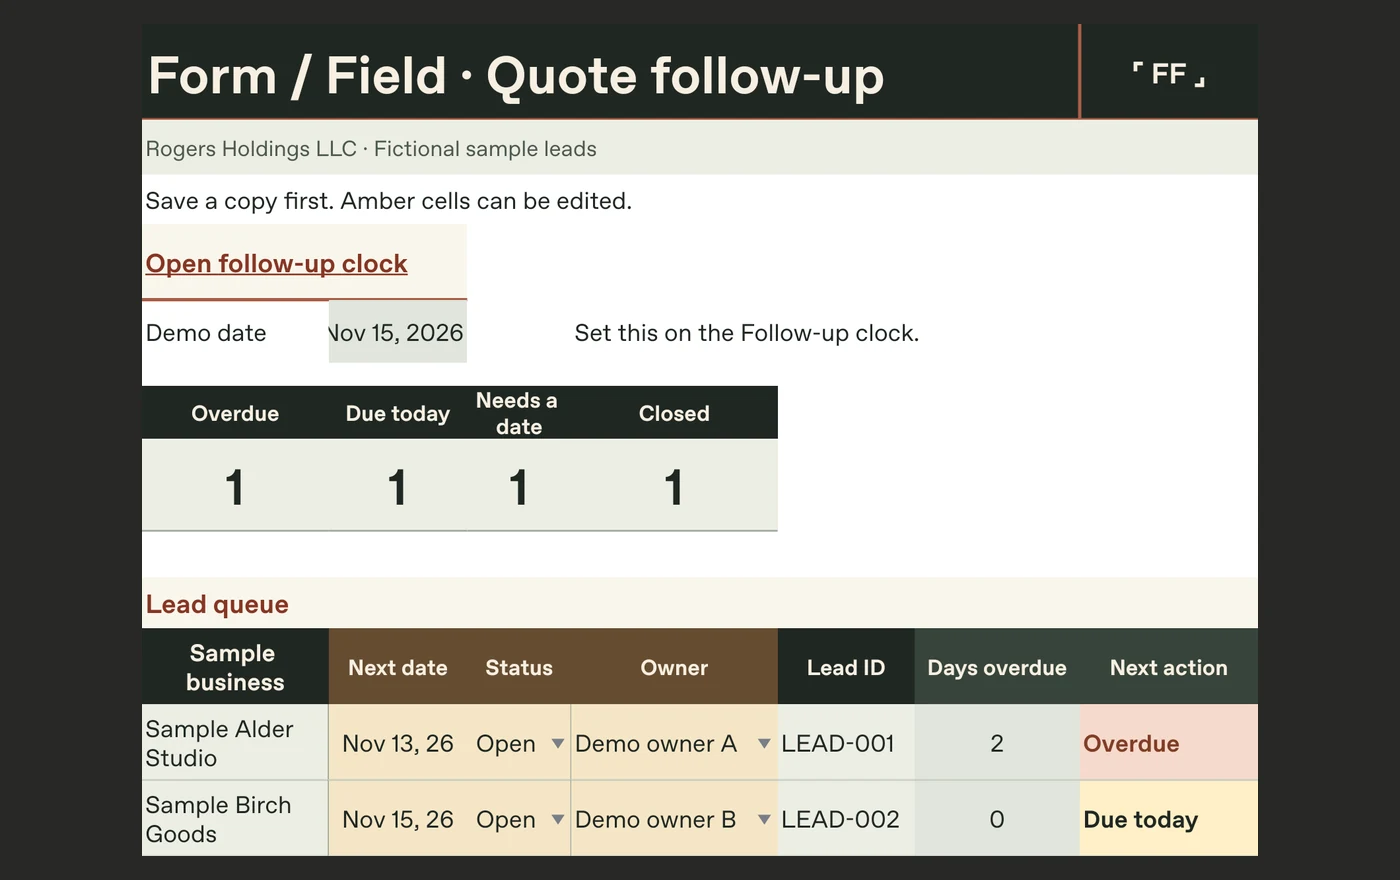 Form / Field · Quote follow-up
⌜ FF ⌟
Rogers Holdings LLC · Fictional sample leads
Save a copy first. Amber cells can be edited.
Open follow-up clock
Demo date Nov 15, 2026 Set this on the Follow-up clock.
Overdue Due today Needs a date Closed
1 1 1 1
Lead queue
Sample business Next date Status Owner Lead ID Days overdue Next action
Sample Alder Studio Nov 13, 26 Open Demo owner A LEAD-001 2 Overdue
Sample Birch Goods Nov 15, 26 Open Demo owner B LEAD-002 0 Due today